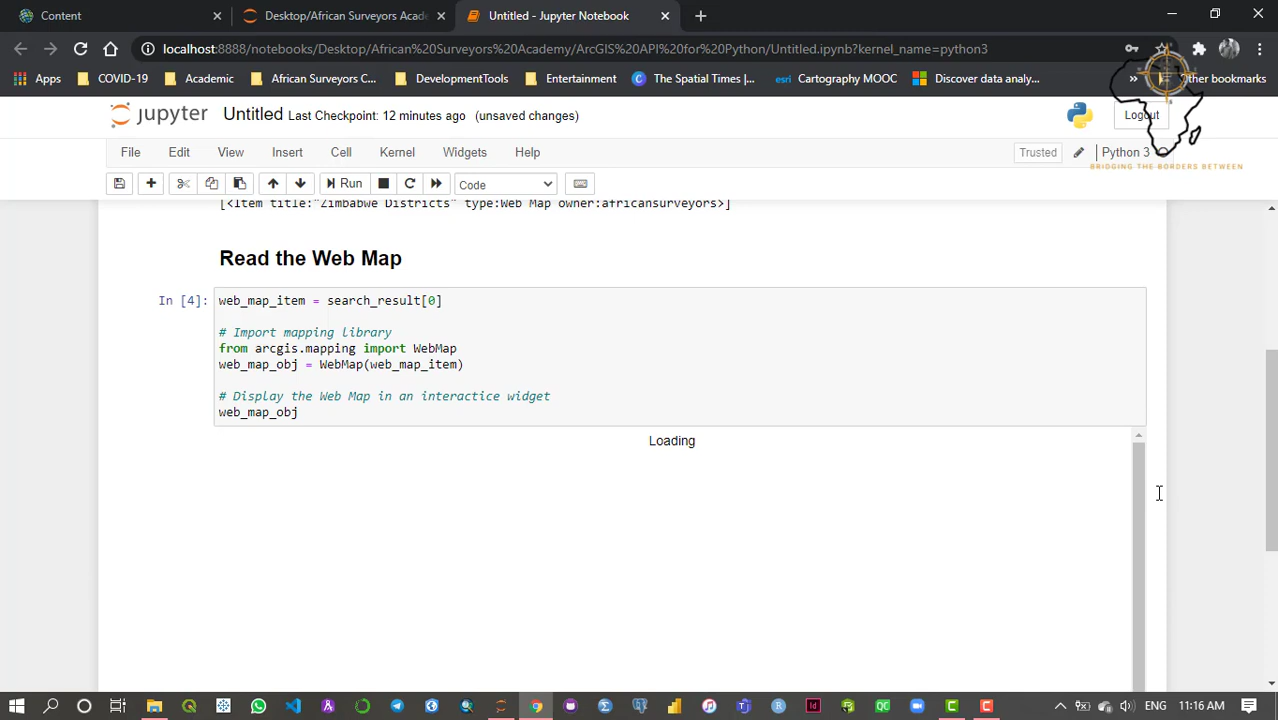 Content
Desktop/African Surveyors Acade
Untitled - Jupyter Notebook
localhost:8888/notebooks/Desktop/African%20Surveyors%20Academy/ArcGIS%20API%20for%20Python/Untitled.ipynb?kernel_name=python3
Apps COVID-19 Academic African Surveyors C... DevelopmentTools Entertainment The Spatial Times |... esri Cartography MOOC Discover data analy... » Other bookmarks
jupyter Untitled Last Checkpoint: 12 minutes ago (unsaved changes) Logout
File Edit View Insert Cell Kernel Widgets Help Trusted Python 3
BRIDGING THE BORDERS BETWEEN
Run Code
[<Item title:"Zimbabwe Districts" type:Web Map owner:africansurveyors>]
Read the Web Map
In [4]: web_map_item = search_result[0]
# Import mapping library
from arcgis.mapping import WebMap
web_map_obj = WebMap(web_map_item)
# Display the Web Map in an interactice widget
web_map_obj
Loading
ENG 11:16 AM